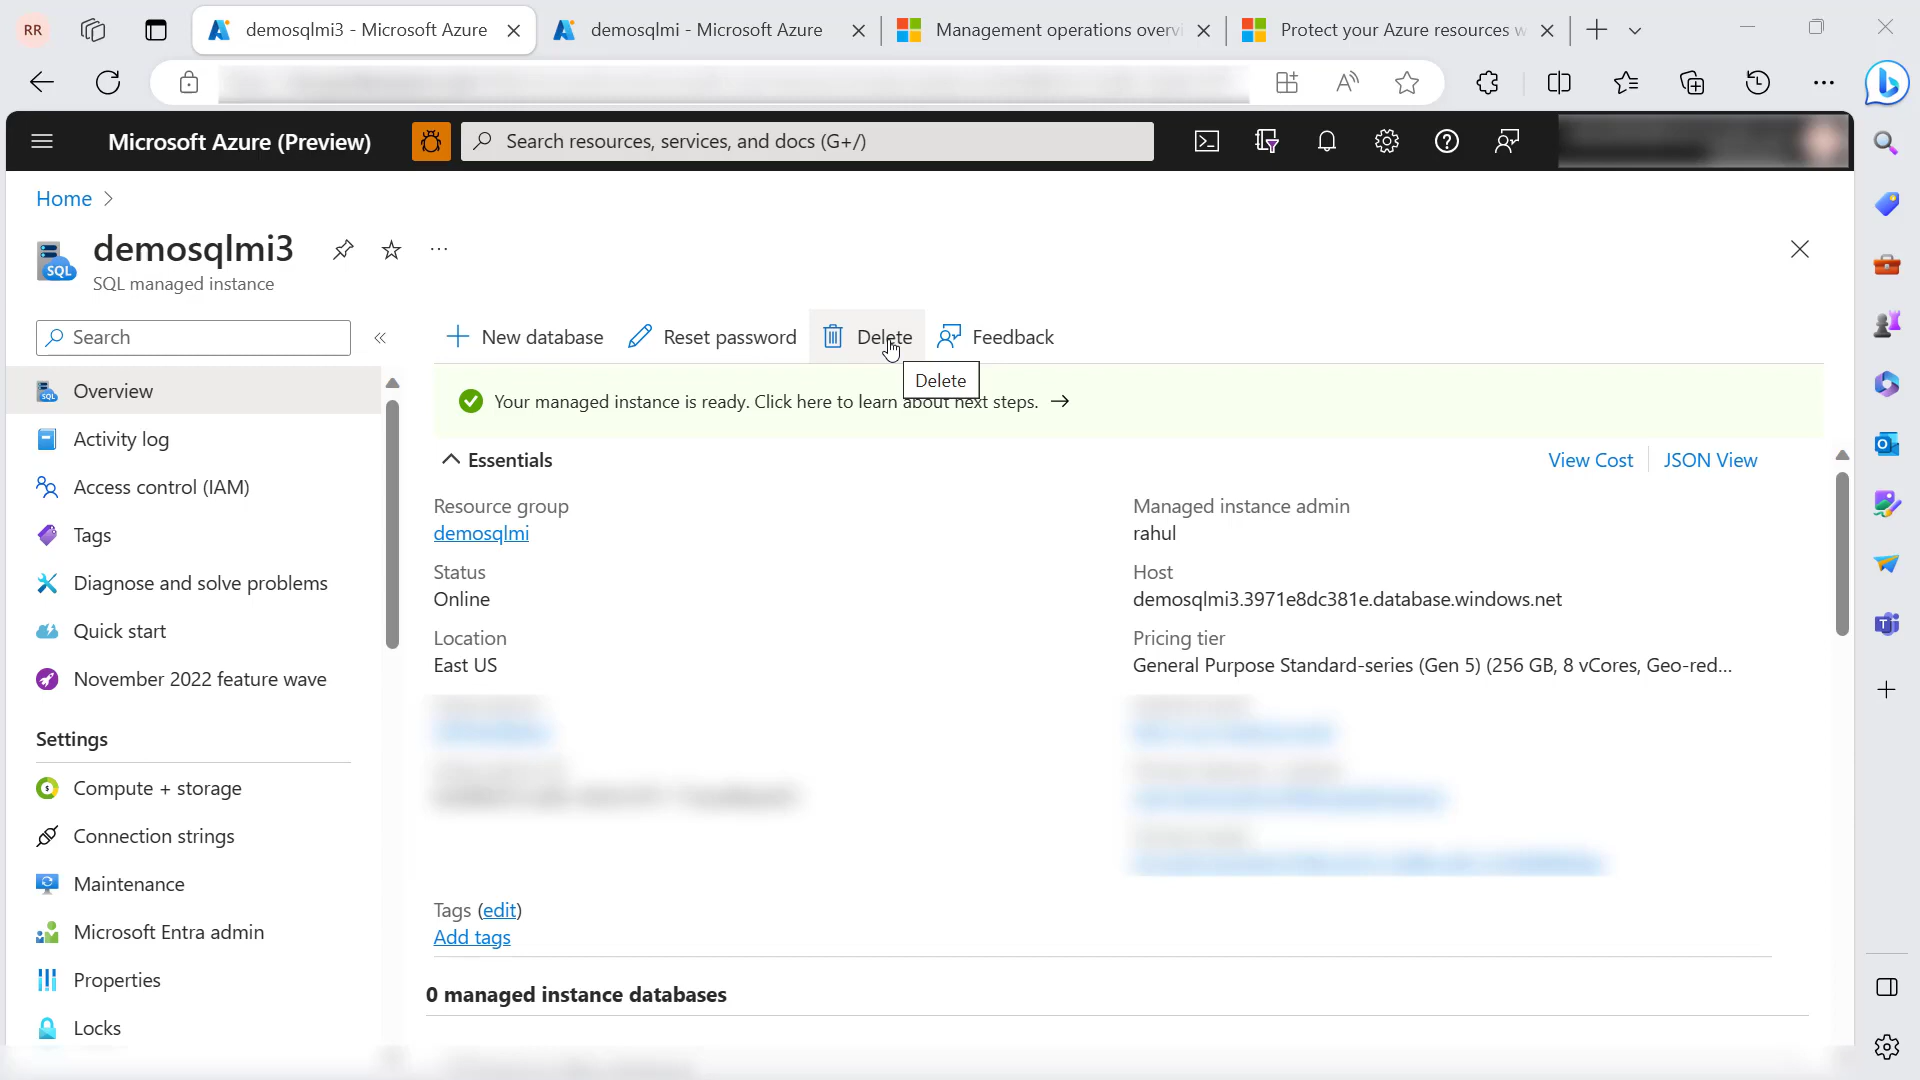 RR
demosqlmi3 - Microsoft Azure
demosqlmi - Microsoft Azure
Management operations overvi
Protect your Azure resources w
Microsoft Azure (Preview)
Search resources, services, and docs (G+/)
Home
demosqlmi3
SQL
SQL managed instance
Search
New database
Reset password
Delete
Feedback
Delete
Your managed instance is ready. Click here to learn about next steps.
Overview
Activity log
Access control (IAM)
Tags
Diagnose and solve problems
Quick start
November 2022 feature wave
Settings
Compute + storage
Connection strings
Maintenance
Microsoft Entra admin
Properties
Locks
Essentials
View Cost
JSON View
Resource group
demosqlmi
Status
Online
Location
East US
Managed instance admin
rahul
Host
demosqlmi3.3971e8dc381e.database.windows.net
Pricing tier
General Purpose Standard-series (Gen 5) (256 GB, 8 vCores, Geo-red...
Tags (edit)
Add tags
0 managed instance databases